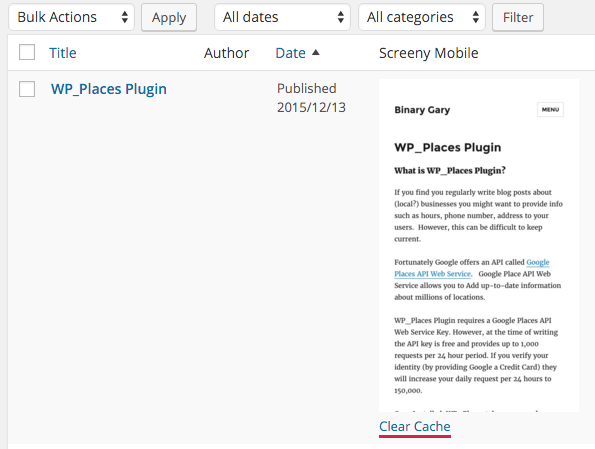 Bulk Actions Apply All dates All categories Filter
Title Author Date Screeny Mobile
WP_Places Plugin
Published
2015/12/13
Binary Gary
MENU
WP_Places Plugin
What is WP_Places Plugin?
If you find you regularly write blog posts about
(local?) businesses you might want to provide info
such as hours, phone number, address to your
users. However, this can be difficult to keep
current.
Fortunately Google offers an API called Google
Places API Web Service. Google Place API Web
Service allows you to Add up-to-date information
about millions of locations.
WP_Places Plugin requires a Google Places API
Web Service Key. However, at the time of writing
the API key is free and provides up to 1,000
requests per 24 hour period. If you verify your
identity (by providing Google a Credit Card) they
will increase your daily request per 24 hours to
150,000.
Clear Cache